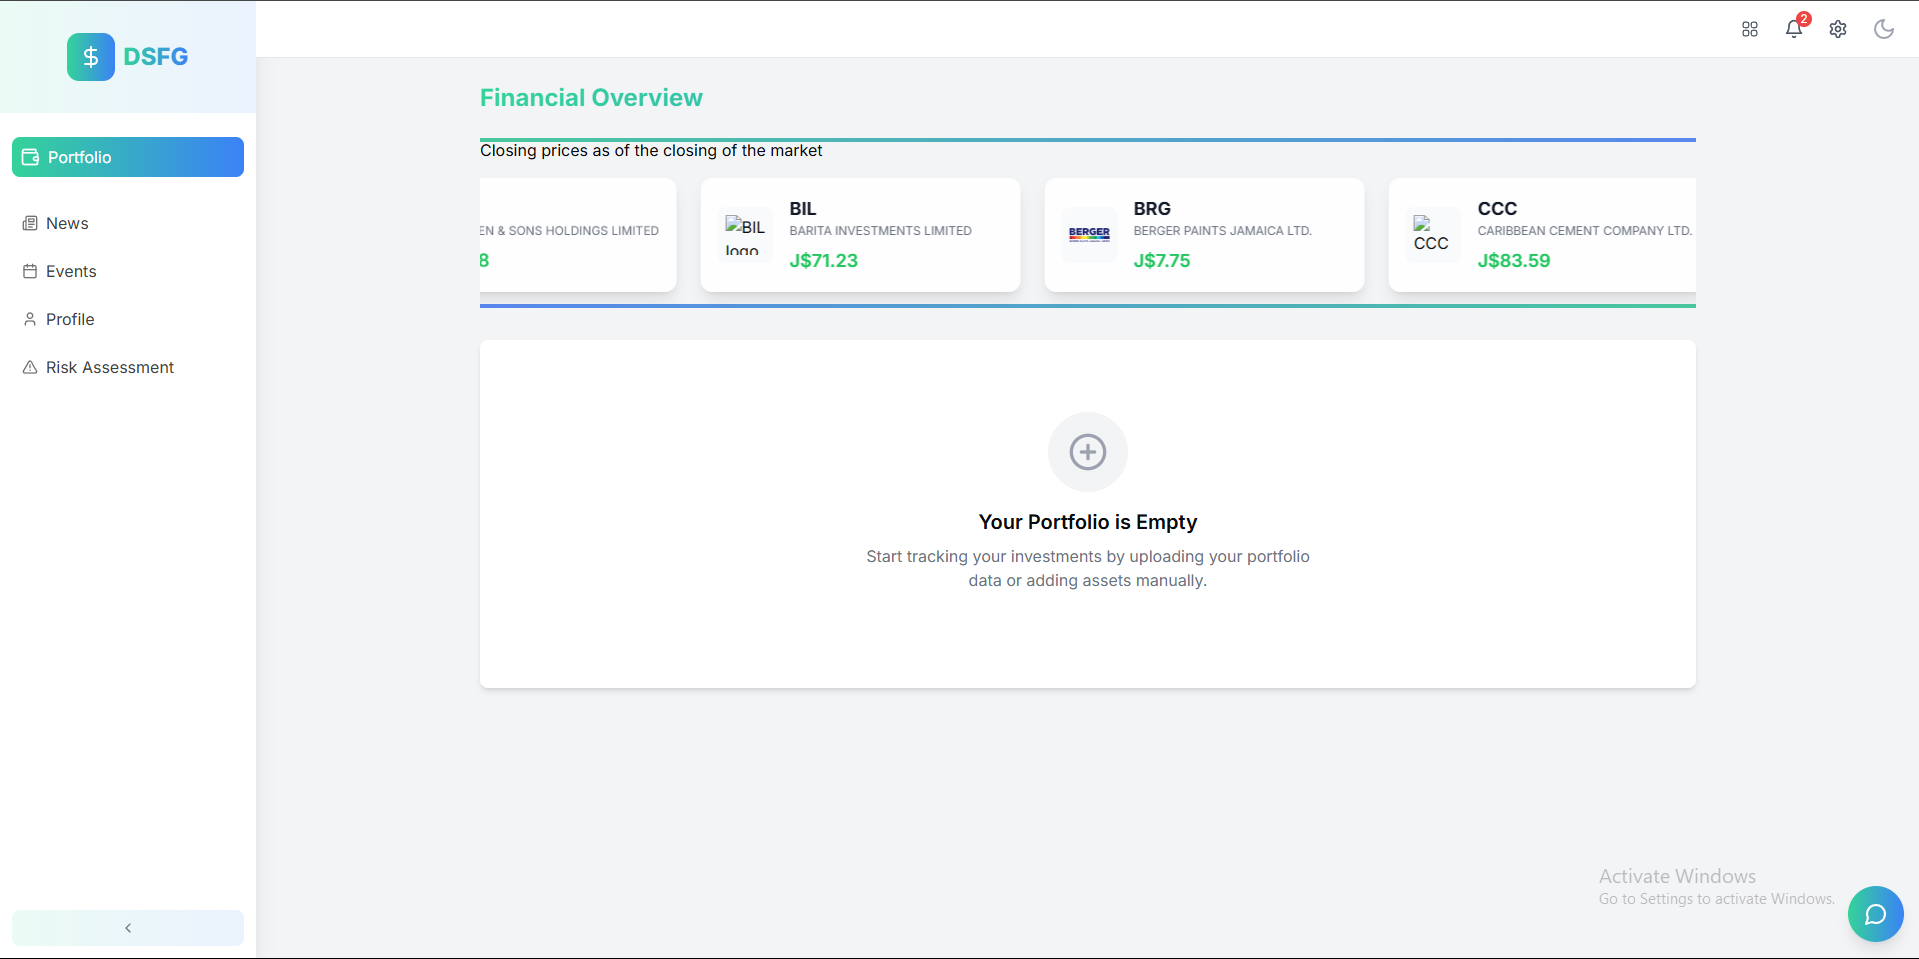 DSFG
2
Portfolio
News
Events
Profile
Risk Assessment
Financial Overview
Closing prices as of the closing of the market
EN & SONS HOLDINGS LIMITED
8
BIL
logo
BIL
BARITA INVESTMENTS LIMITED
J$71.23
BERGER
BRG
BERGER PAINTS JAMAICA LTD.
J$7.75
CCC
CCC
CARIBBEAN CEMENT COMPANY LTD.
J$83.59
Your Portfolio is Empty
Start tracking your investments by uploading your portfolio
data or adding assets manually.
Activate Windows
Go to Settings to activate Windows.